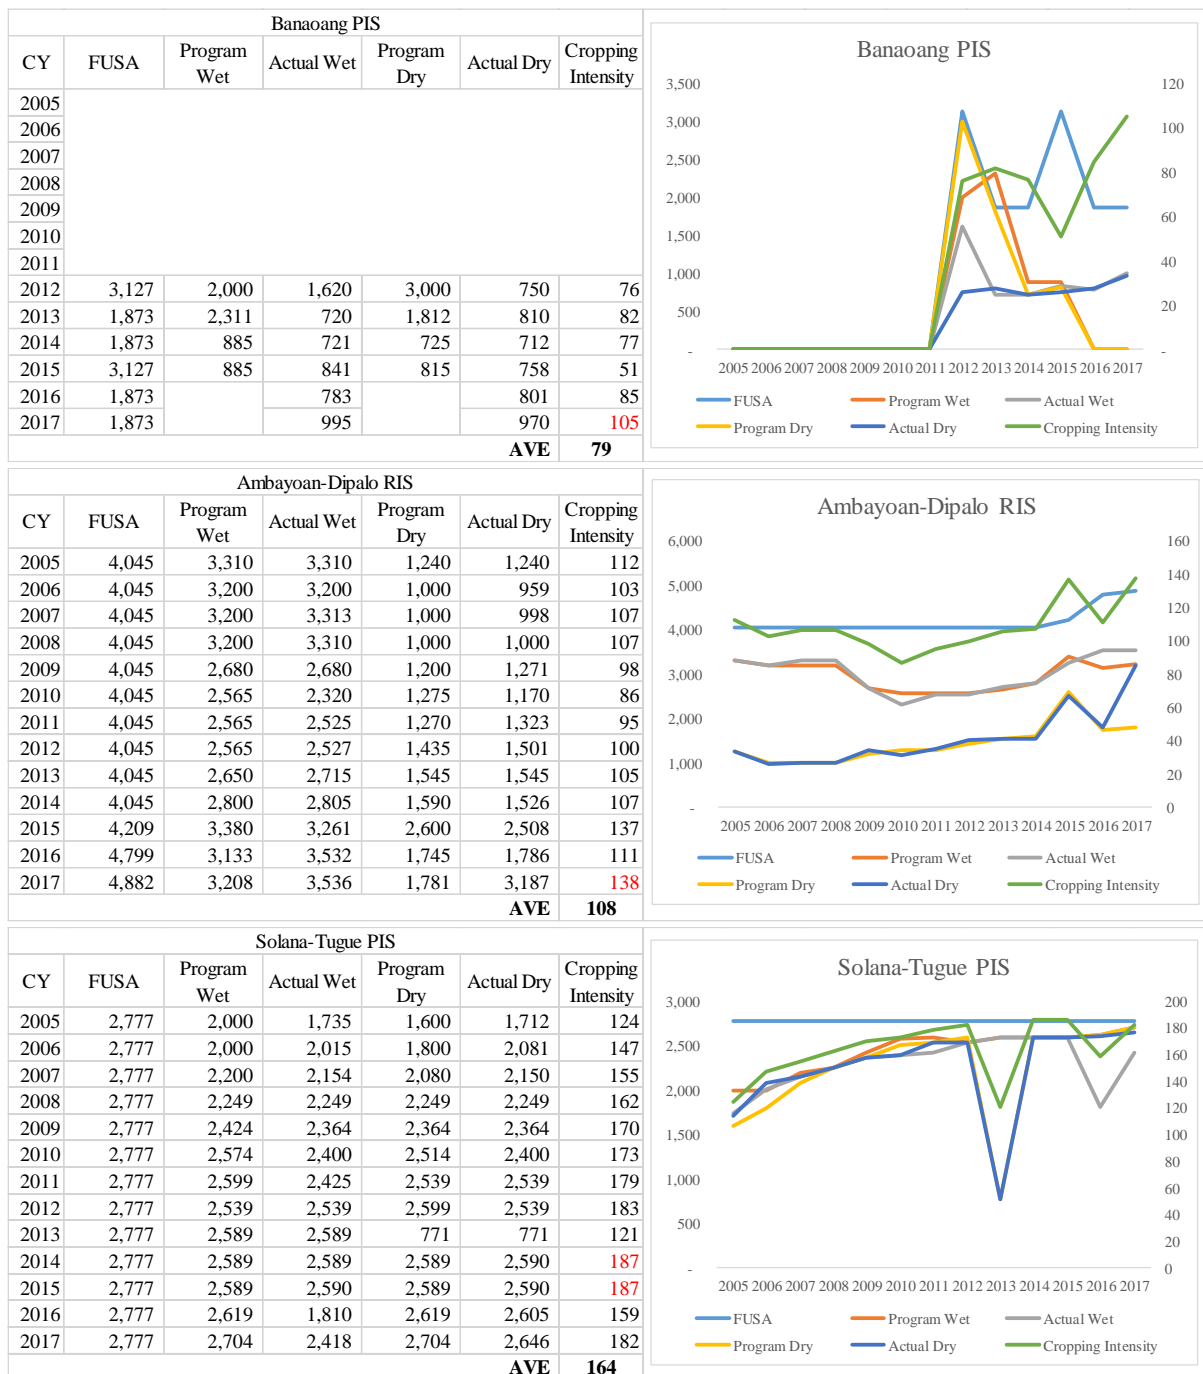 Banaoang PIS
CY FUSA Program Wet Actual Wet Program Dry Actual Dry Cropping Intensity
2005
2006
2007
2008
2009
2010
2011
2012 3,127 2,000 1,620 3,000 750 76
2013 1,873 2,311 720 1,812 810 82
2014 1,873 885 721 725 712 77
2015 3,127 885 841 815 758 51
2016 1,873 783 801 85
2017 1,873 995 970 105
AVE 79
Banaoang PIS
3,500 120
3,000 100
2,500
2,000 80
1,500 60
1,000 40
500 20
- -
2005 2006 2007 2008 2009 2010 2011 2012 2013 2014 2015 2016 2017
FUSA Program Wet Actual Wet
Program Dry Actual Dry Cropping Intensity
Ambayoan-Dipalo RIS
CY FUSA Program Wet Actual Wet Program Dry Actual Dry Cropping Intensity
2005 4,045 3,310 3,310 1,240 1,240 112
2006 4,045 3,200 3,200 1,000 959 103
2007 4,045 3,200 3,313 1,000 998 107
2008 4,045 3,200 3,310 1,000 1,000 107
2009 4,045 2,680 2,680 1,200 1,271 98
2010 4,045 2,565 2,320 1,275 1,170 86
2011 4,045 2,565 2,525 1,270 1,323 95
2012 4,045 2,565 2,527 1,435 1,501 100
2013 4,045 2,650 2,715 1,545 1,545 105
2014 4,045 2,800 2,805 1,590 1,526 107
2015 4,209 3,380 3,261 2,600 2,508 137
2016 4,799 3,133 3,532 1,745 1,786 111
2017 4,882 3,208 3,536 1,781 3,187 138
AVE 108
Ambayoan-Dipalo RIS
6,000 160
5,000 140
4,000 120
3,000 100
2,000 80
1,000 60
- 40
20
0
2005 2006 2007 2008 2009 2010 2011 2012 2013 2014 2015 2016 2017
FUSA Program Wet Actual Wet
Program Dry Actual Dry Cropping Intensity
Solana-Tugue PIS
CY FUSA Program Wet Actual Wet Program Dry Actual Dry Cropping Intensity
2005 2,777 2,000 1,735 1,600 1,712 124
2006 2,777 2,000 2,015 1,800 2,081 147
2007 2,777 2,200 2,154 2,080 2,150 155
2008 2,777 2,249 2,249 2,249 2,249 162
2009 2,777 2,424 2,364 2,364 2,364 170
2010 2,777 2,574 2,400 2,514 2,400 173
2011 2,777 2,599 2,425 2,539 2,539 179
2012 2,777 2,539 2,539 2,599 2,539 183
2013 2,777 2,589 2,589 771 771 121
2014 2,777 2,589 2,589 2,589 2,590 187
2015 2,777 2,589 2,590 2,589 2,590 187
2016 2,777 2,619 1,810 2,619 2,605 159
2017 2,777 2,704 2,418 2,704 2,646 182
AVE 164
Solana-Tugue PIS
3,000 200
2,500 180
2,000 160
1,500 140
1,000 120
500 100
- 80
60
40
20
0
2005 2006 2007 2008 2009 2010 2011 2012 2013 2014 2015 2016 2017
FUSA Program Wet Actual Wet
Program Dry Actual Dry Cropping Intensity